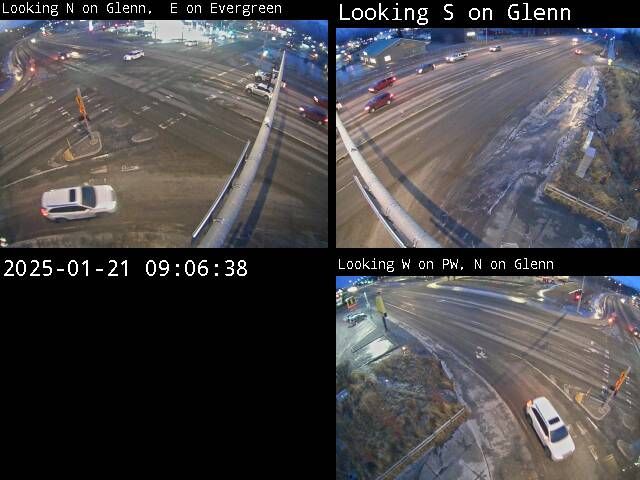 Looking N on Glenn, E on Evergreen
Looking S on Glenn
2025-01-21 09:06:38
Looking W on PW, N on Glenn